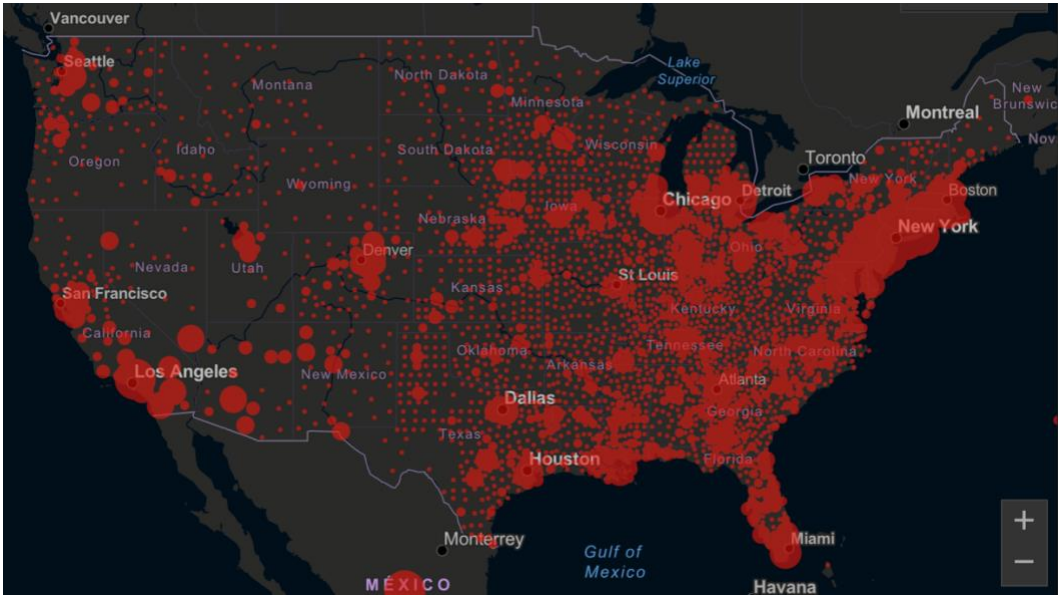 Vancouver
Seattle
Lake
Superior
North Dakota
Montana
New
Brunswic
Minnesota
Montreal
Nov
Oregon
Idaho
South Dakota
Wisconsin
Toronto
New York
Wyoming
Detroit
Boston
Chicago
Iowa
Nebraska
New York
Ohio
Denver
Nevada
Utah
St Louis
Kansas
San Francisco
Kentucky
Virginia
California
Tennessee
North Carolina
Oklahoma
Arkansas
Los Angeles
New Mexico
Atlanta
Dallas
Georgia
Texas
Houston
Florida
+
Monterrey
Miami
Gulf of
Mexico
−
MÉXICO
Havana